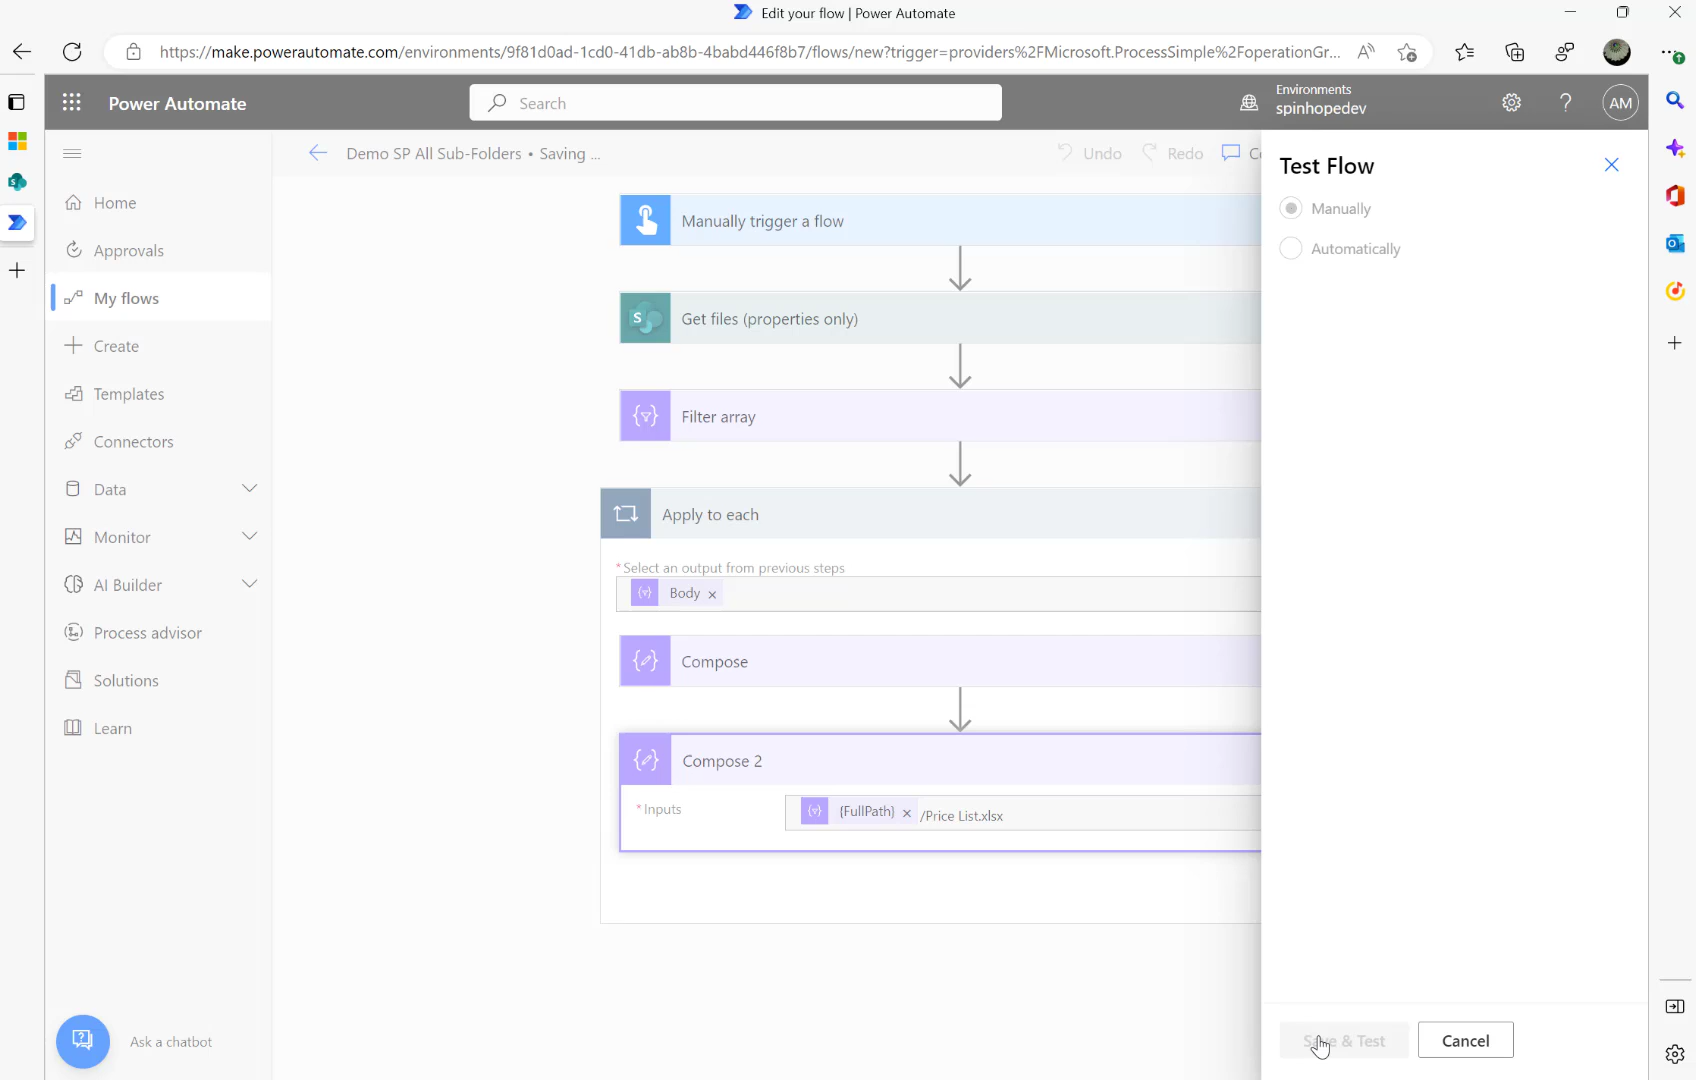 Edit your flow | Power Automate
https://make.powerautomate.com/environments/9f81d0ad-1cd0-41db-ab8b-4babd446f8b7/flows/new?trigger=providers%2FMicrosoft.ProcessSimple%2FoperationGr...
Power Automate
Search
Environments
spinhopedev
?
AM
Demo SP All Sub-Folders • Saving ...
Undo
Redo
Test Flow
Manually
Automatically
Home
Approvals
My flows
Create
Templates
Connectors
Data
Monitor
AI Builder
Process advisor
Solutions
Learn
Ask a chatbot
Manually trigger a flow
Get files (properties only)
Filter array
Apply to each
* Select an output from previous steps
Body
Compose
Compose 2
* Inputs
{FullPath} /Price List.xlsx
Save & Test
Cancel